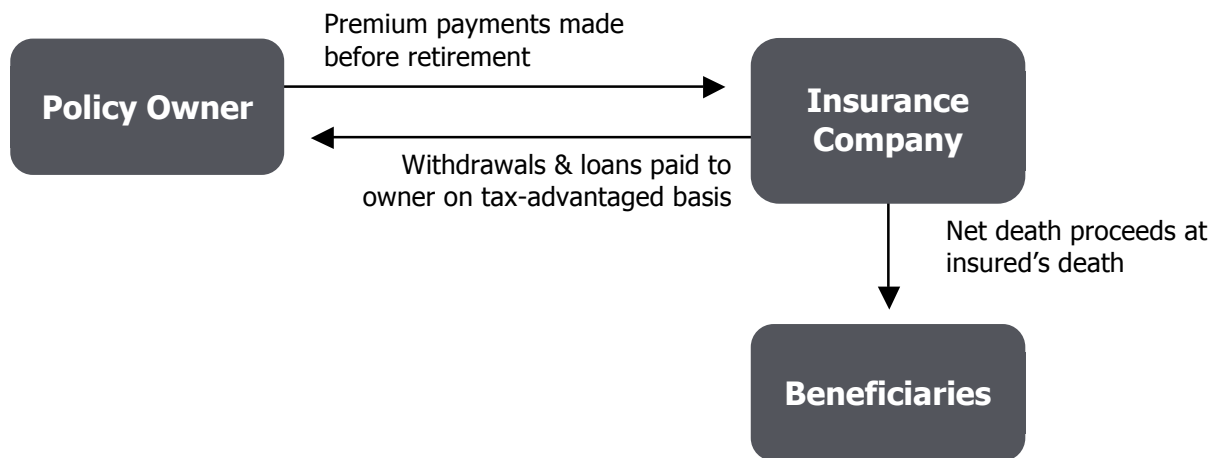 Premium payments made
before retirement
Policy Owner
Insurance
Company
Withdrawals & loans paid to
owner on tax-advantaged basis
Net death proceeds at
insured’s death
Beneficiaries